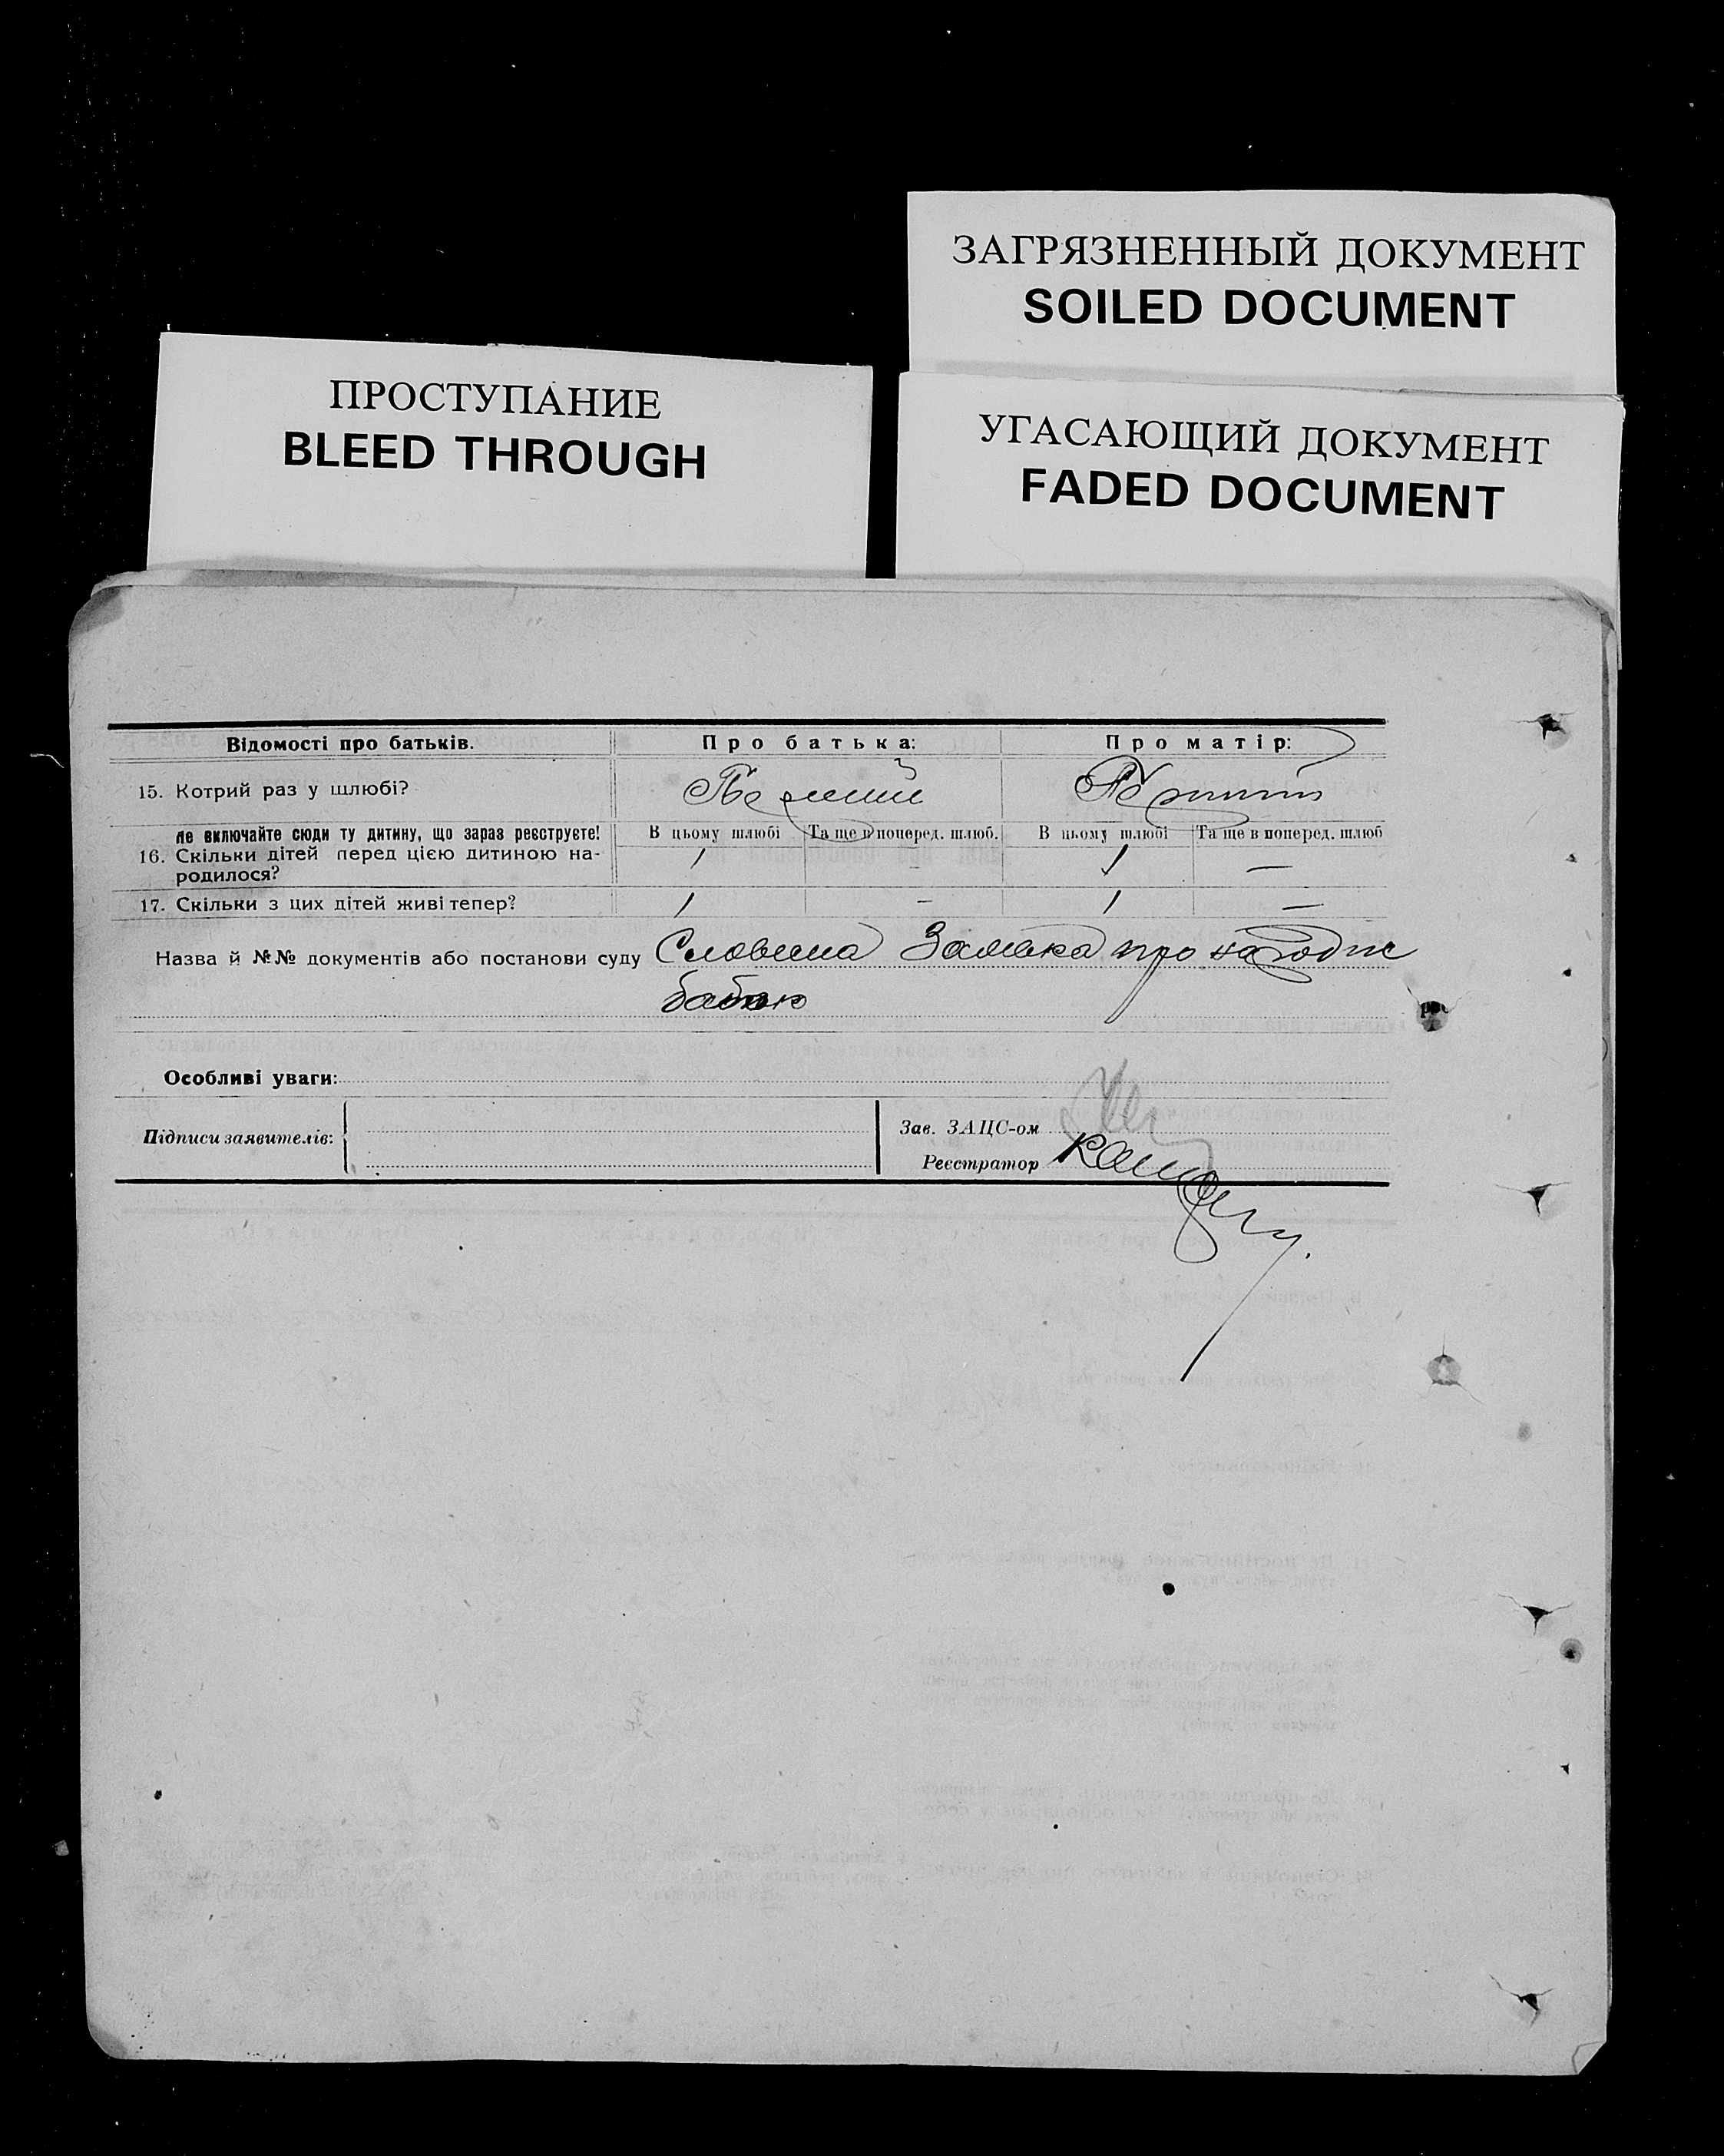 ЗАГРЯЗНЕННЫЙ ДОКУМЕНТ
SOILED DOCUMENT
ПРОСТУПАНИЕ
BLEED THROUGH
УГАСАЮЩИЙ ДОКУМЕНТ
FADED DOCUMENT
Відомості про батьків. Про батька: Про матір:
15. Котрий раз у шлюбі? Перший Перший
Не включайте сюди ту дитину, що зараз реєструєте! В цьому шлюбі Та ще в поперед. шлюб. В цьому шлюбі Та ще в поперед. шлюб
16. Скільки дітей перед цією дитиною на-
родилося? 1 – 1 —
17. Скільки з цих дітей живі тепер? 1 – 1 —
Назва й №№ документів або постанови суду Словесна Заявка про
Особливі уваги:
Підписи заявителів:
Зав. ЗАЦС-ом
Реєстратор